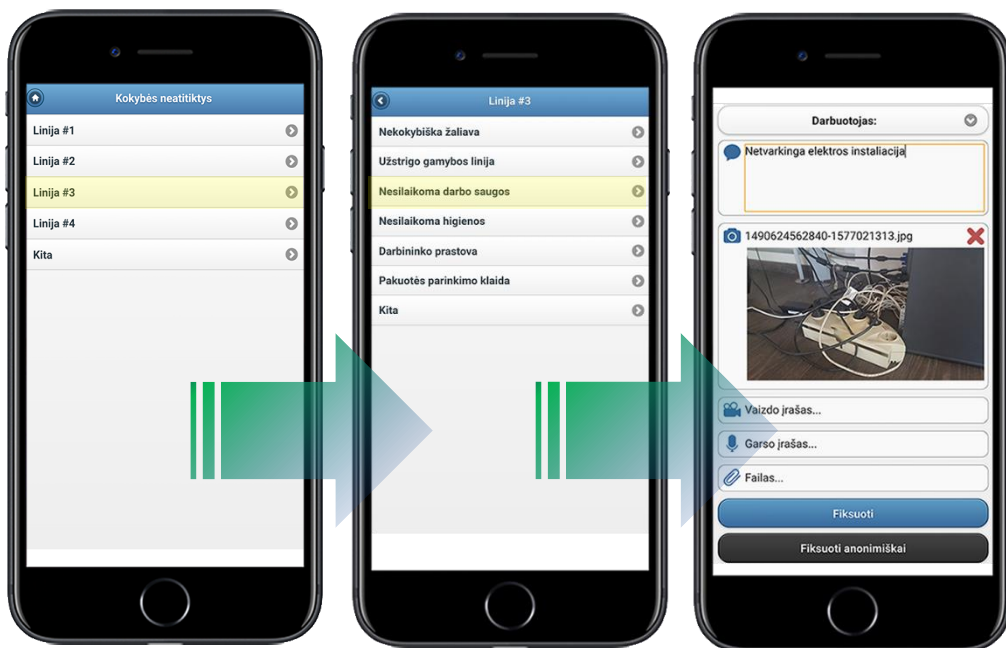 Kokybės neatitiktys
Linija #1
Linija #2
Linija #3
Linija #4
Kita
Linija #3
Nekokybiška žaliava
Užstrigo gamybos linija
Nesilaikoma darbo saugos
Nesilaikoma higienos
Darbininko prastova
Pakuotės parinkimo klaida
Kita
Darbuotojas:
Netvarkinga elektros instaliacija
1490624562840-1577021313.jpg
Vaizdo įrašas...
Garso įrašas...
Failas...
Fiksuoti
Fiksuoti anonimiškai